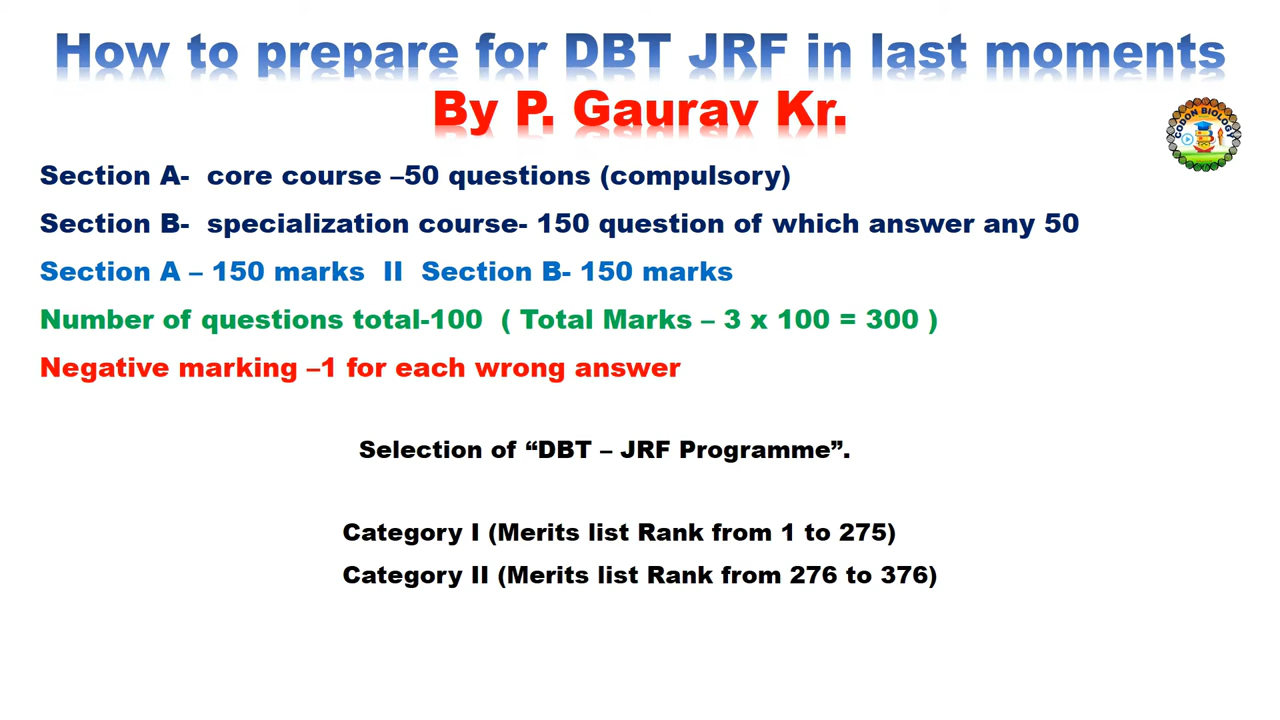 How to prepare for DBT JRF in last moments
By P. Gaurav Kr.
CODON BIOLOGY
Section A-  core course –50 questions (compulsory)
Section B-  specialization course- 150 question of which answer any 50
Section A – 150 marks  II  Section B- 150 marks
Number of questions total-100  ( Total Marks – 3 x 100 = 300 )
Negative marking –1 for each wrong answer
Selection of “DBT – JRF Programme”.
Category I (Merits list Rank from 1 to 275)
Category II (Merits list Rank from 276 to 376)